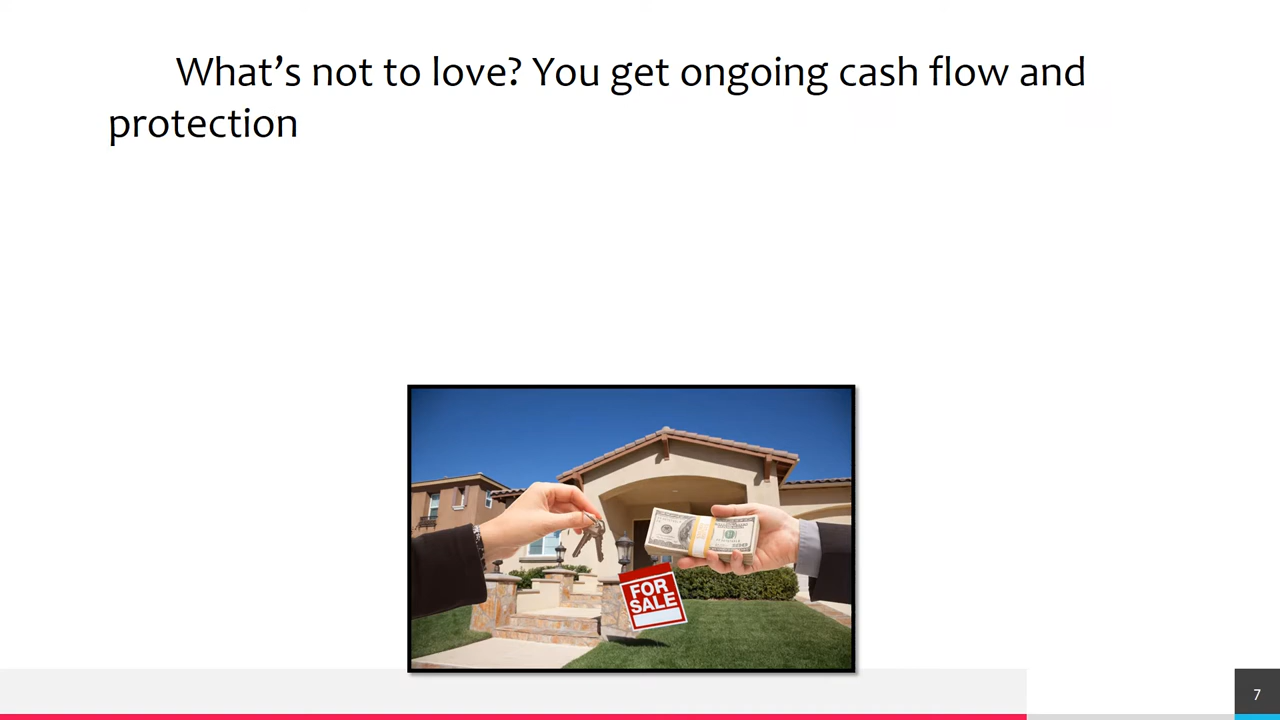 What’s not to love? You get ongoing cash flow and
protection
FOR
SALE
7